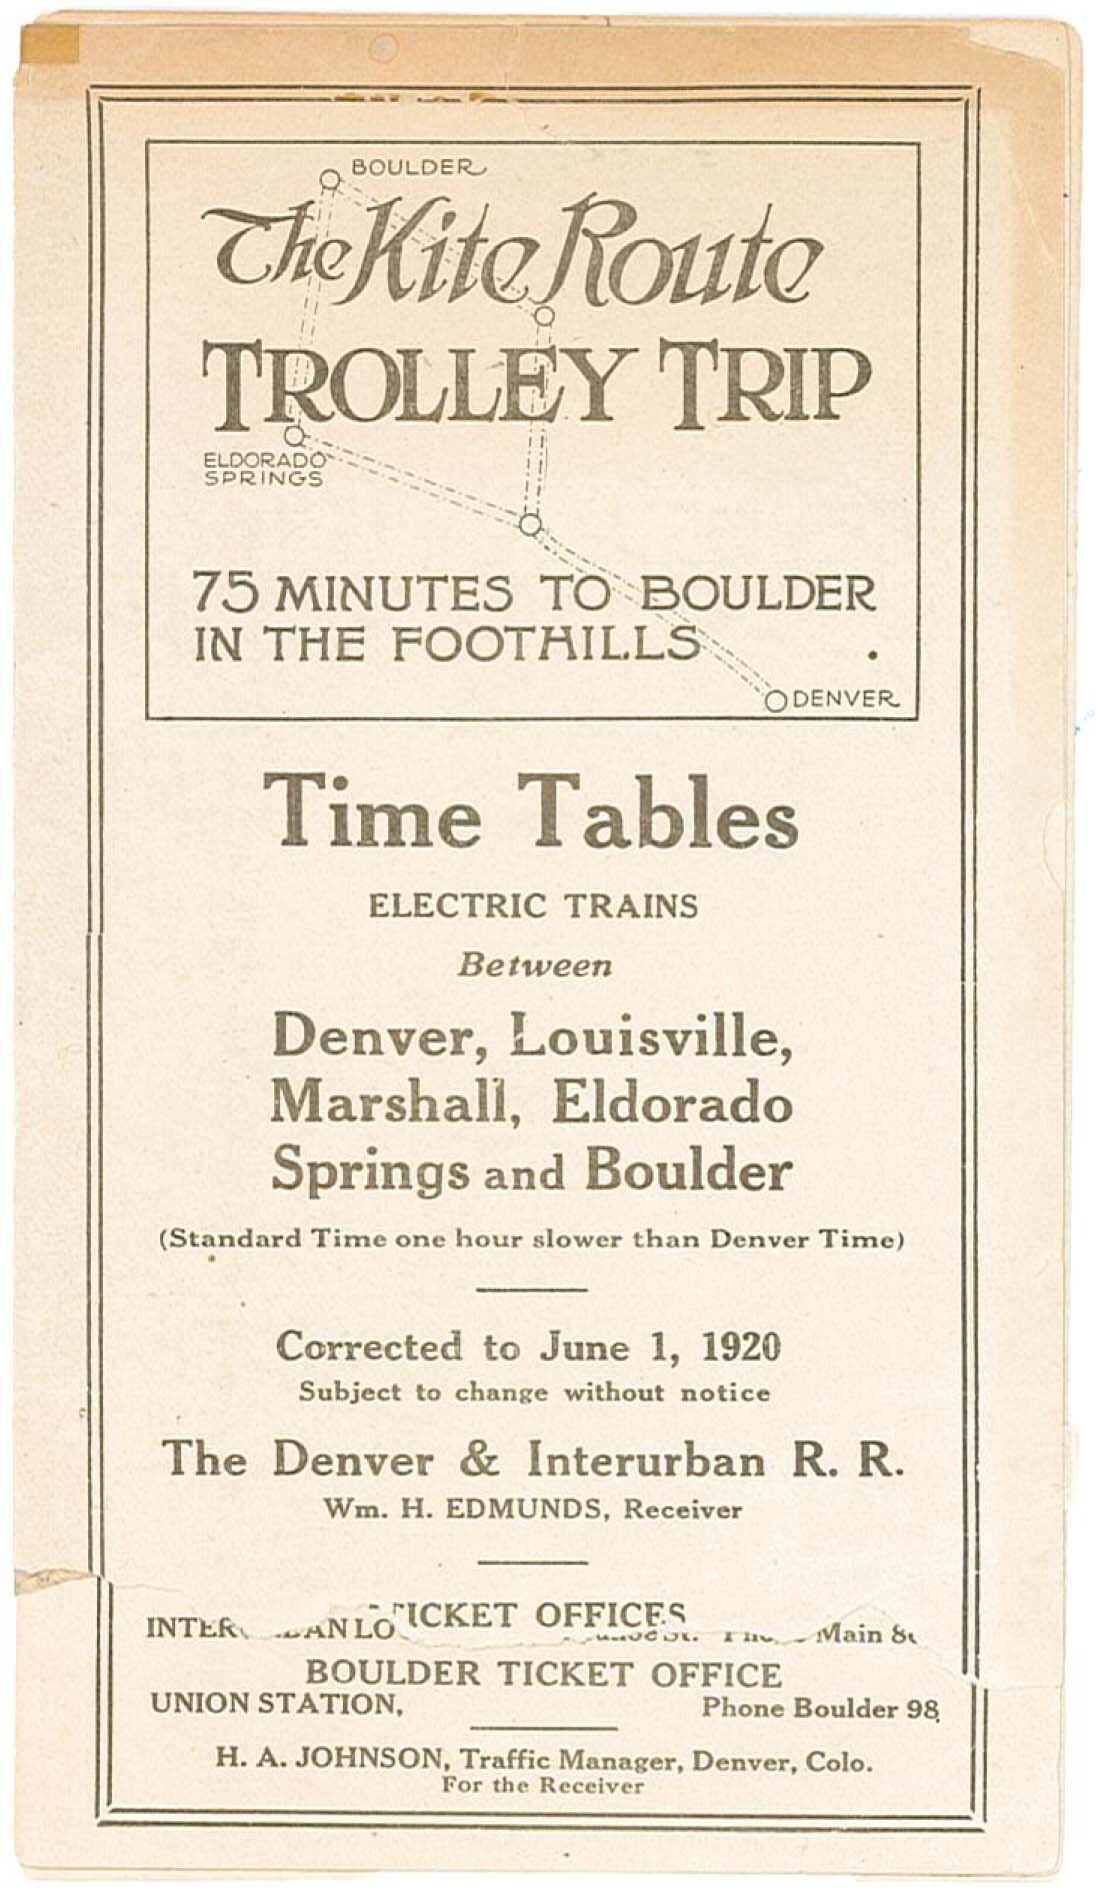 BOULDER
The Kite Route
TROLLEY TRIP
ELDORADO
SPRINGS
75 MINUTES TO BOULDER
IN THE FOOTHILLS
DENVER
Time Tables
ELECTRIC TRAINS
Between
Denver, Louisville,
Marshall, Eldorado
Springs and Boulder
(Standard Time one hour slower than Denver Time)
Corrected to June 1, 1920
Subject to change without notice
The Denver & Interurban R. R.
Wm. H. EDMUNDS, Receiver
TICKET OFFICES
Main
BOULDER TICKET OFFICE
UNION STATION, Phone Boulder 98
H. A. JOHNSON, Traffic Manager, Denver, Colo.
For the Receiver